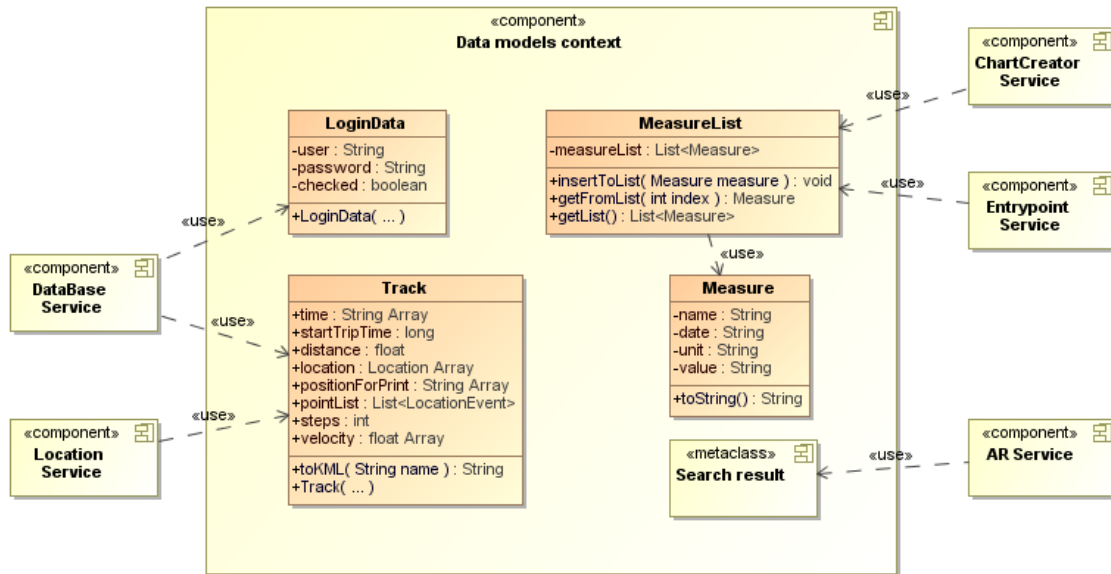 «component»
Data models context
«component»
ChartCreator
Service
«use»
LoginData
-user : String
-password : String
-checked : boolean
+LoginData( ... )
MeasureList
-measureList : List<Measure>
+insertToList( Measure measure ) : void
+getFromList( int index ) : Measure
+getList() : List<Measure>
«use»
«component»
Entrypoint
Service
«use»
«use»
«component»
DataBase
Service
«use»
Track
+time : String Array
+startTripTime : long
+distance : float
+location : Location Array
+positionForPrint : String Array
+pointList : List<LocationEvent>
+steps : int
+velocity : float Array
+toKML( String name ) : String
+Track( ... )
Measure
-name : String
-date : String
-unit : String
-value : String
+toString() : String
«use»
«component»
Location
Service
«metaclass»
Search result
«use»
«component»
AR Service